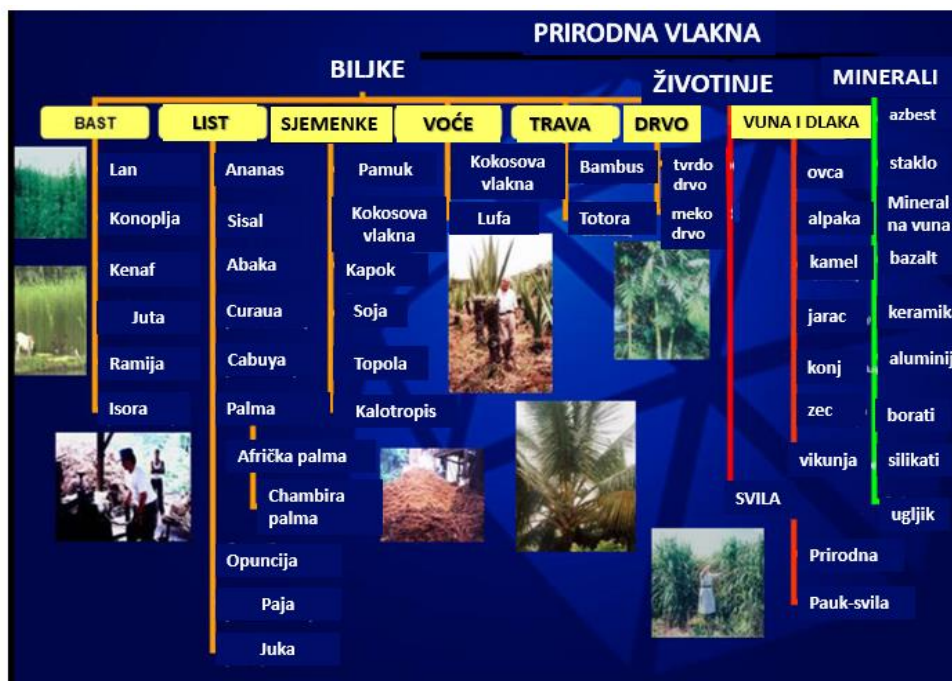 PRIRODNA VLAKNA
BILJKE
ŽIVOTINJE
MINERALI
BAST
Lan
Konoplja
Kenaf
Juta
Ramija
Isora
LIST
Ananas
Sisal
Abaka
Curaua
Cabuya
Palma
Afrička palma
Chambira
palma
Opuncija
Paja
Juka
SJEMENKE
Pamuk
Kokosova
vlakna
Kapok
Soja
Topola
Kalotropis
VOĆE
Kokosova
vlakna
Lufa
TRAVA
Bambus
Totora
DRVO
tvrdo
drvo
meko
drvo
VUNA I DLAKA
ovca
alpaka
kamel
jarac
konj
zec
vikunja
SVILA
Prirodna
Pauk-svila
azbest
staklo
Mineral
na vuna
bazalt
keramik
aluminij
borati
silikati
ugljik